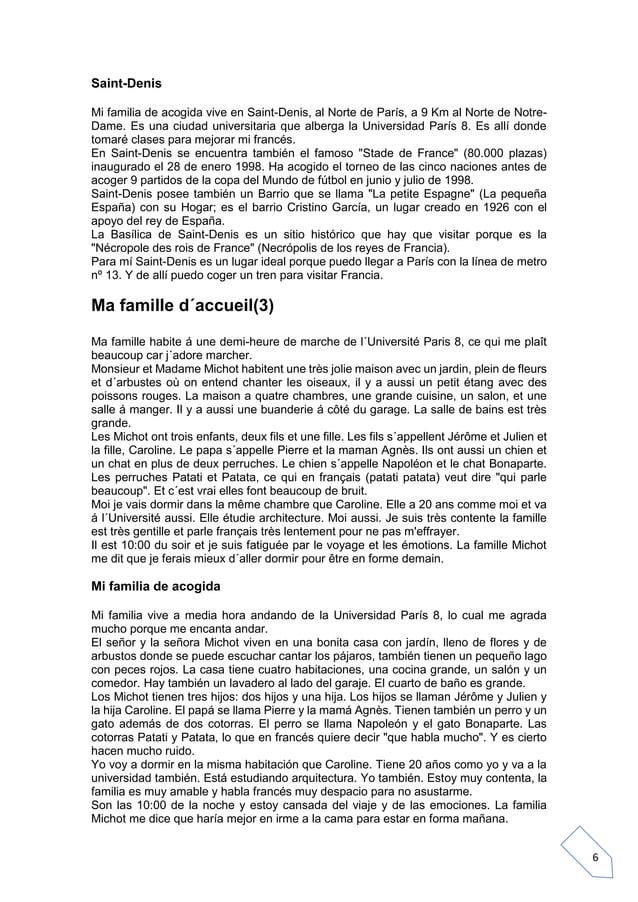 Saint-Denis
Mi familia de acogida vive en Saint-Denis, al Norte de París, a 9 Km al Norte de Notre-
Dame. Es una ciudad universitaria que alberga la Universidad París 8. Es allí donde
tomaré clases para mejorar mi francés.
En Saint-Denis se encuentra también el famoso "Stade de France" (80.000 plazas)
inaugurado el 28 de enero 1998. Ha acogido el torneo de las cinco naciones antes de
acoger 9 partidos de la copa del Mundo de fútbol en junio y julio de 1998.
Saint-Denis posee también un Barrio que se llama "La petite Espagne" (La pequeña
España) con su Hogar; es el barrio Cristino García, un lugar creado en 1926 con el
apoyo del rey de España.
La Basílica de Saint-Denis es un sitio histórico que hay que visitar porque es la
"Nécropole des rois de France" (Necrópolis de los reyes de Francia).
Para mí Saint-Denis es un lugar ideal porque puedo llegar a París con la línea de metro
nº 13. Y de allí puedo coger un tren para visitar Francia.
Ma famille d´accueil(3)
Ma famille habite á une demi-heure de marche de l´Université Paris 8, ce qui me plaît
beaucoup car j´adore marcher.
Monsieur et Madame Michot habitent une très jolie maison avec un jardin, plein de fleurs
et d´arbustes où on entend chanter les oiseaux, il y a aussi un petit étang avec des
poissons rouges. La maison a quatre chambres, une grande cuisine, un salon, et une
salle á manger. Il y a aussi une buanderie á côté du garage. La salle de bains est très
grande.
Les Michot ont trois enfants, deux fils et une fille. Les fils s´appellent Jérôme et Julien et
la fille, Caroline. Le papa s´appelle Pierre et la maman Agnès. Ils ont aussi un chien et
un chat en plus de deux perruches. Le chien s´appelle Napoléon et le chat Bonaparte.
Les perruches Patati et Patata, ce qui en français (patati patata) veut dire "qui parle
beaucoup". Et c´est vrai elles font beaucoup de bruit.
Moi je vais dormir dans la même chambre que Caroline. Elle a 20 ans comme moi et va
á l´Université aussi. Elle étudie architecture. Moi aussi. Je suis très contente la famille
est très gentille et parle français très lentement pour ne pas m'effrayer.
Il est 10:00 du soir et je suis fatiguée par le voyage et les émotions. La famille Michot
me dit que je ferais mieux d´aller dormir pour être en forme demain.
Mi familia de acogida
Mi familia vive a media hora andando de la Universidad París 8, lo cual me agrada
mucho porque me encanta andar.
El señor y la señora Michot viven en una bonita casa con jardín, lleno de flores y de
arbustos donde se puede escuchar cantar los pájaros, también tienen un pequeño lago
con peces rojos. La casa tiene cuatro habitaciones, una cocina grande, un salón y un
comedor. Hay también un lavadero al lado del garaje. El cuarto de baño es grande.
Los Michot tienen tres hijos: dos hijos y una hija. Los hijos se llaman Jérôme y Julien y
la hija Caroline. El papá se llama Pierre y la mamá Agnès. Tienen también un perro y un
gato además de dos cotorras. El perro se llama Napoleón y el gato Bonaparte. Las
cotorras Patati y Patata, lo que en francés quiere decir "que habla mucho". Y es cierto
hacen mucho ruido.
Yo voy a dormir en la misma habitación que Caroline. Tiene 20 años como yo y va a la
universidad también. Está estudiando arquitectura. Yo también. Estoy muy contenta, la
familia es muy amable y habla francés muy despacio para no asustarme.
Son las 10:00 de la noche y estoy cansada del viaje y de las emociones. La familia
Michot me dice que haría mejor en irme a la cama para estar en forma mañana.
6